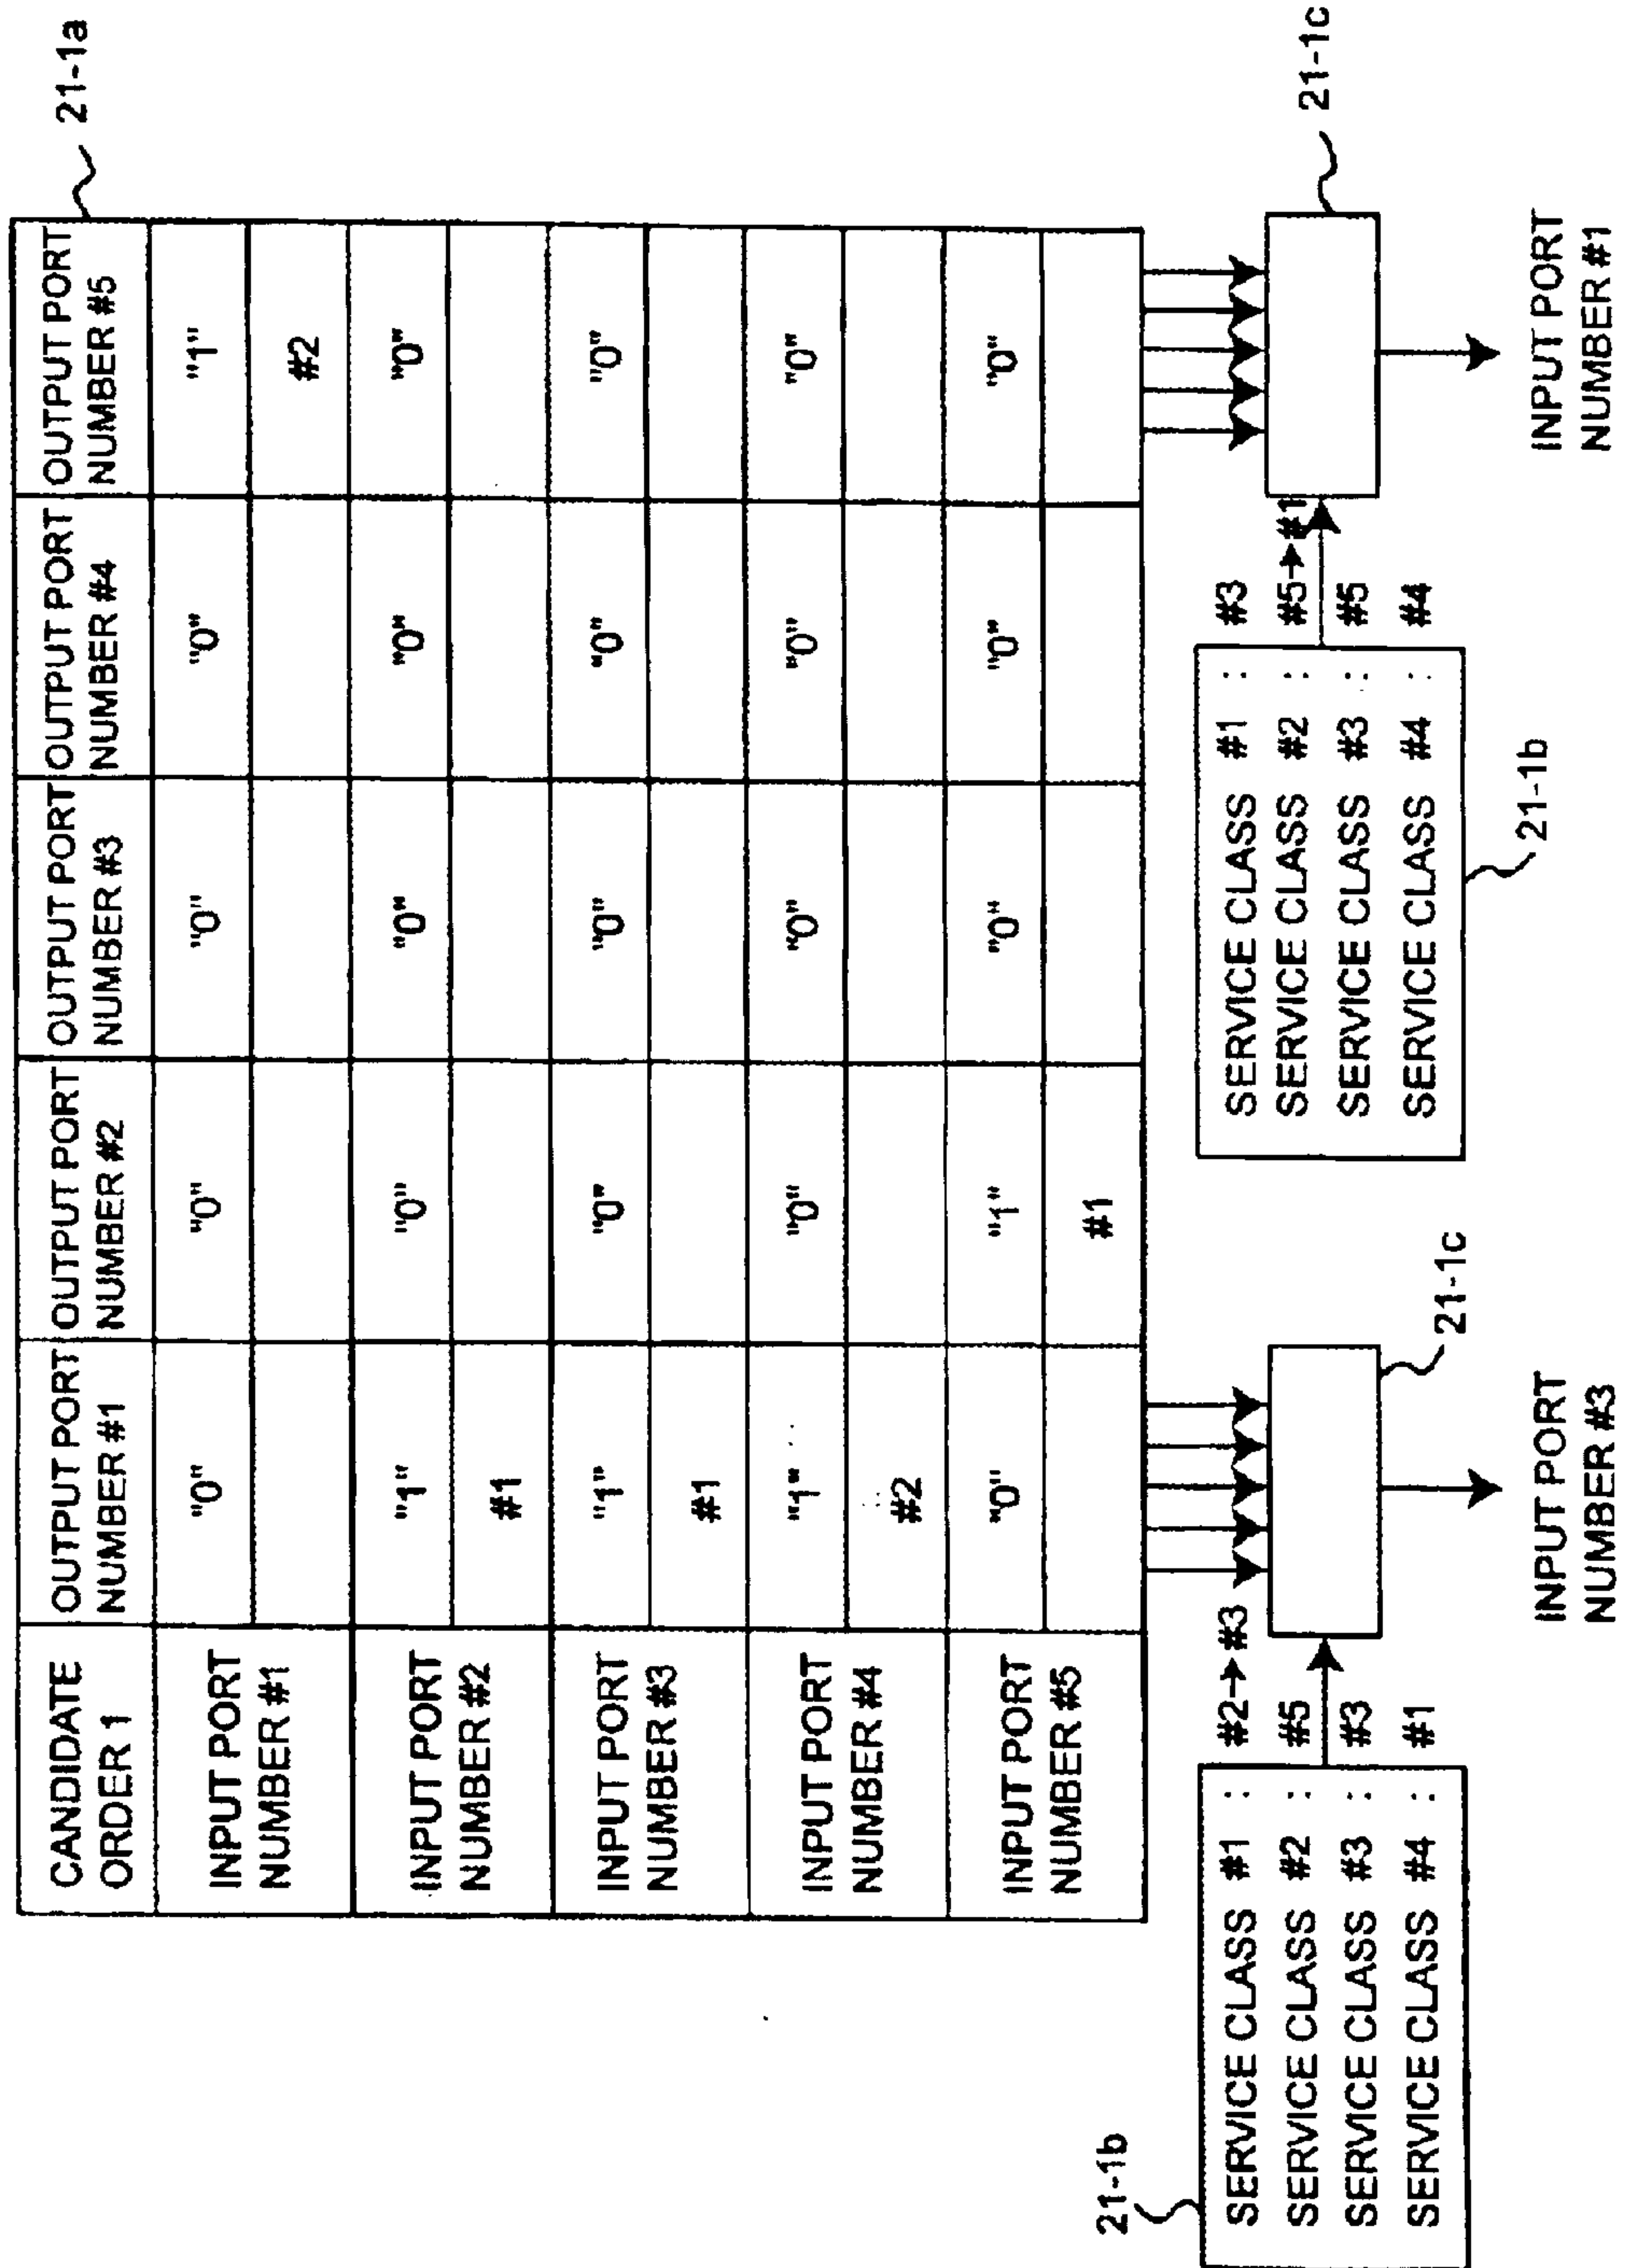 21-1a
CANDIDATE
ORDER 1
OUTPUT PORT
NUMBER #1
OUTPUT PORT
NUMBER #2
OUTPUT PORT
NUMBER #3
OUTPUT PORT
NUMBER #4
OUTPUT PORT
NUMBER #5
INPUT PORT
NUMBER #1
"0" "0" "0" "0" "1"
#2
INPUT PORT
NUMBER #2
"1" "0" "0" "0" "0"
#1
INPUT PORT
NUMBER #3
"1" "0" "0" "0" "0"
#1
INPUT PORT
NUMBER #4
"1" "0" "0" "0" "0"
#2
INPUT PORT
NUMBER #5
"0" "1" "0" "0" "0"
#1
21-1b
SERVICE CLASS #1 : #2→#3
SERVICE CLASS #2 : #5
SERVICE CLASS #3 : #3
SERVICE CLASS #4 : #1
21-1c
INPUT PORT
NUMBER #3
SERVICE CLASS #1 : #3
SERVICE CLASS #2 : #5→#1
SERVICE CLASS #3 : #5
SERVICE CLASS #4 : #4
21-1b
21-1c
INPUT PORT
NUMBER #1